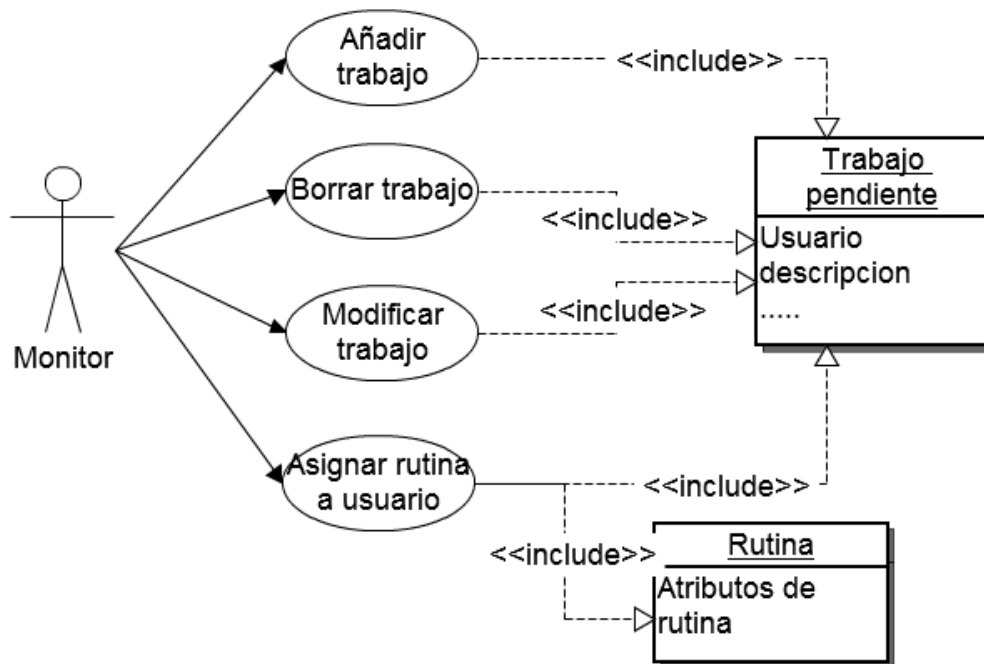 Añadir
trabajo
<<include>>
Trabajo
pendiente
Borrar trabajo
<<include>>
Usuario
descripcion
.....
Modificar
trabajo
<<include>>
Monitor
Asignar rutina
a usuario
<<include>>
<<include>>
Rutina
Atributos de
rutina